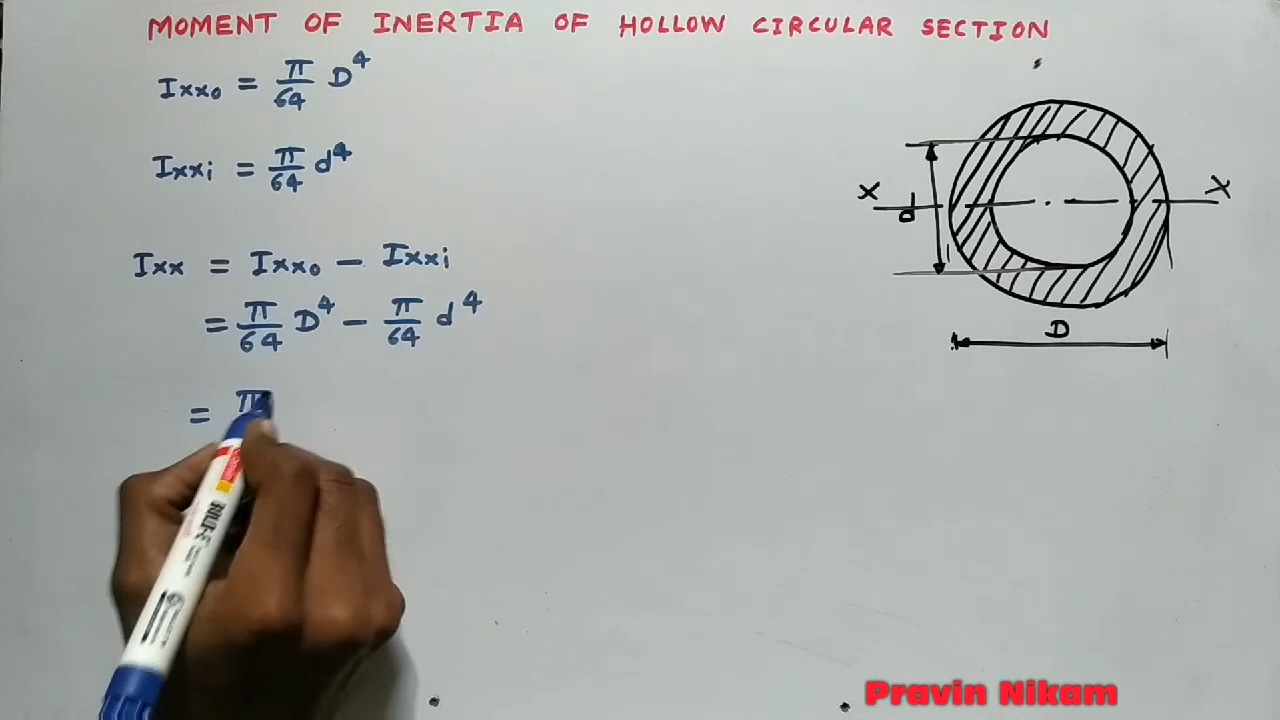 MOMENT OF INERTIA OF HOLLOW CIRCULAR SECTION
Ixxo = π/64 D⁴
Ixxi = π/64 d⁴
Ixx = Ixxo - Ixxi
= π/64 D⁴ - π/64 d⁴
= π
X X
d
D
Pravin Nikam